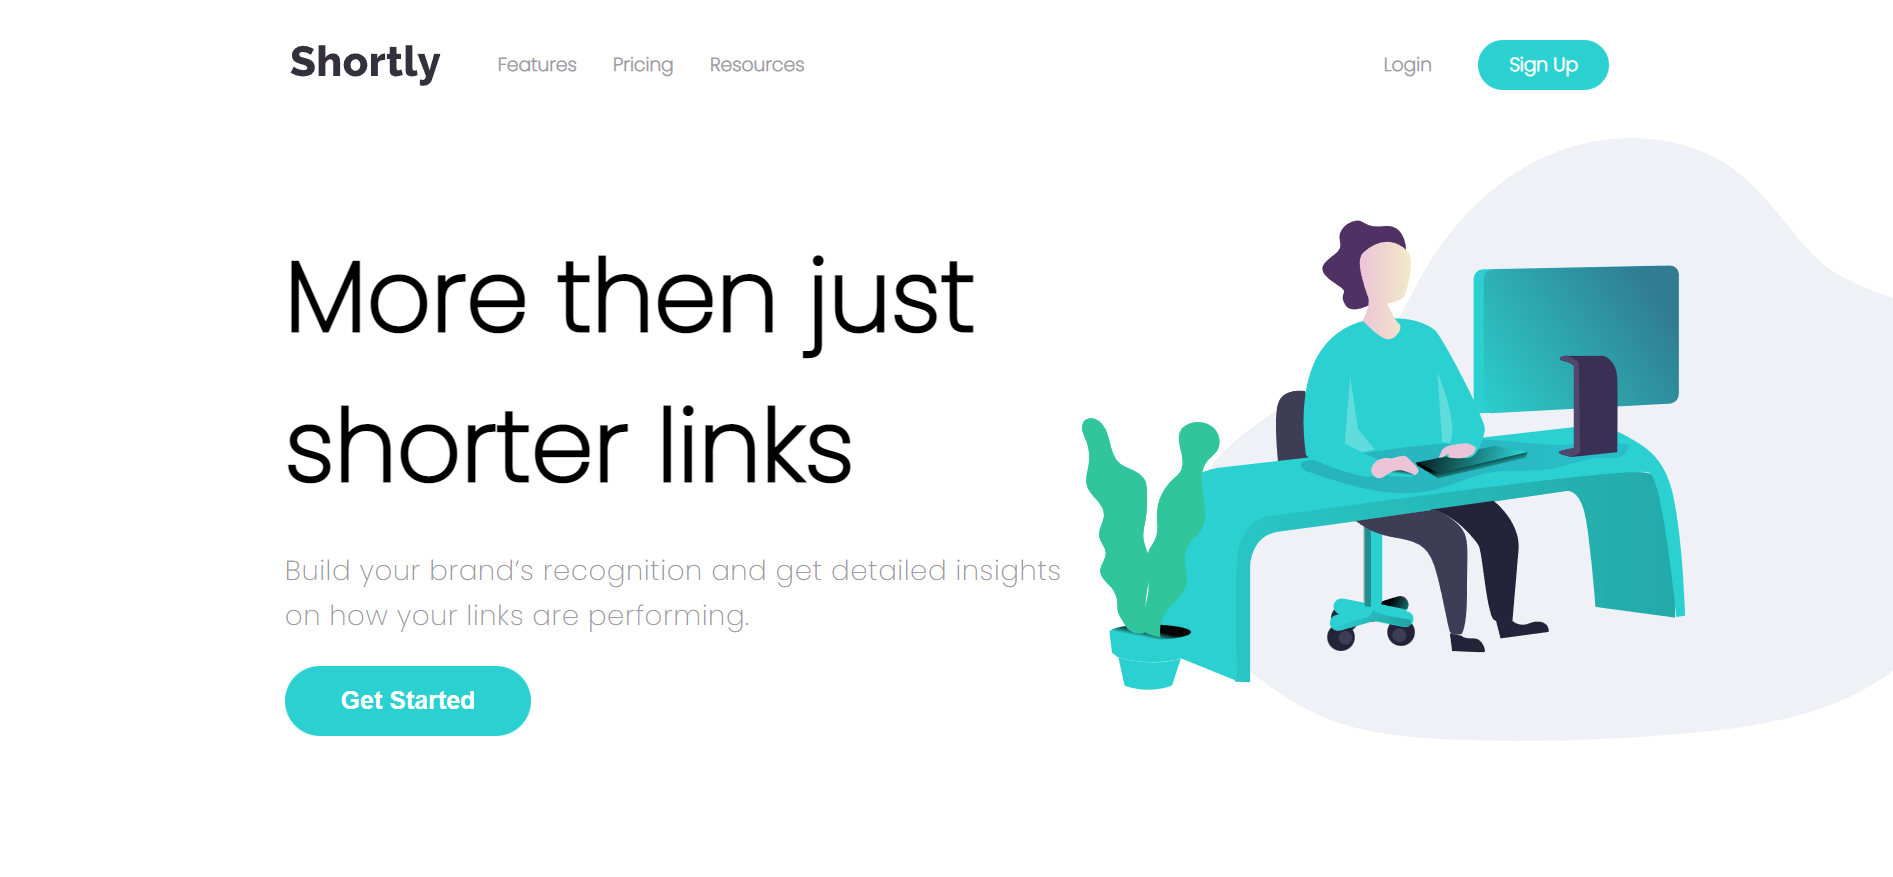 Shortly
Features
Pricing
Resources
Login
Sign Up
More then just
shorter links
Build your brand’s recognition and get detailed insights
on how your links are performing.
Get Started